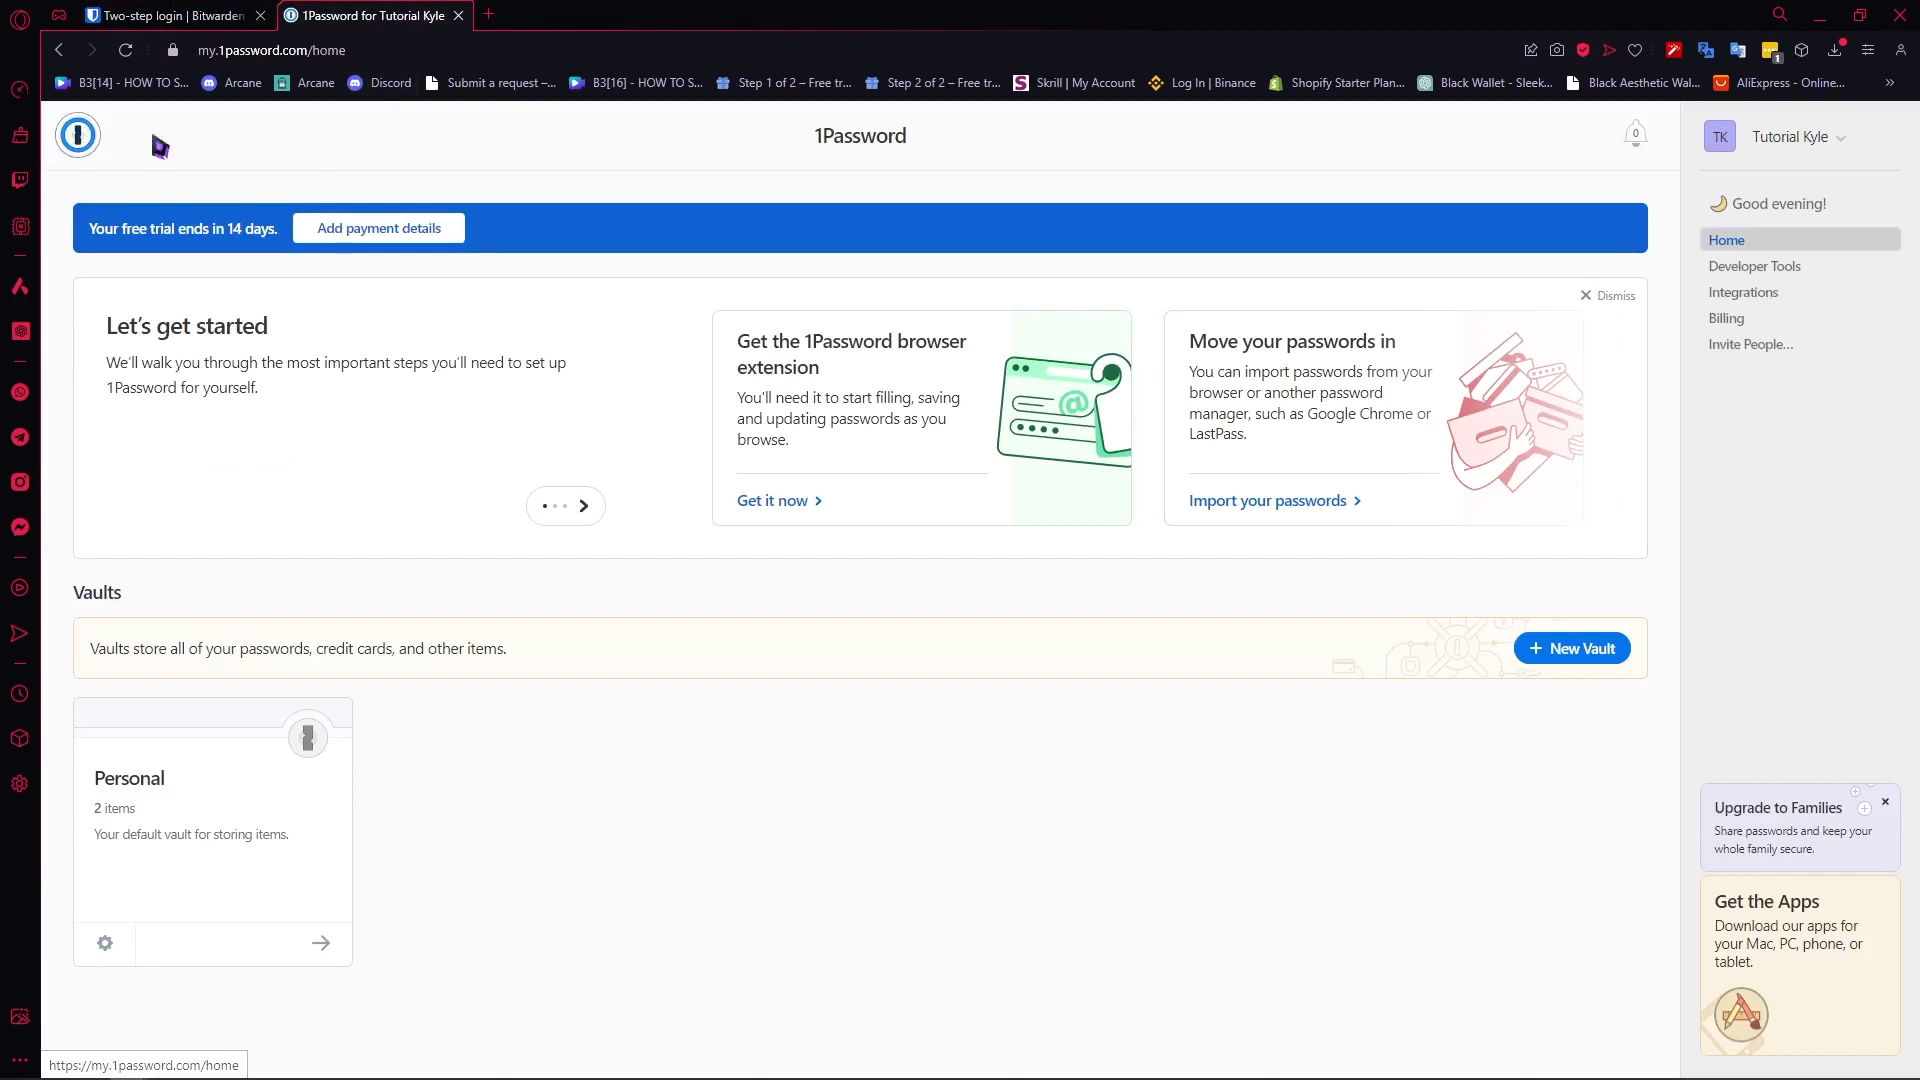 Two-step login | Bitwarden
1Password for Tutorial Kyle
my.1password.com/home
1
B3[14] - HOW TO S...
Arcane
Arcane
Discord
Submit a request –...
B3[16] - HOW TO S...
Step 1 of 2 – Free tr...
Step 2 of 2 – Free tr...
Skrill | My Account
Log In | Binance
Shopify Starter Plan...
Black Wallet - Sleek...
Black Aesthetic Wal...
AliExpress - Online...
1Password
0
TK
Tutorial Kyle
Your free trial ends in 14 days.
Add payment details
Good evening!
Home
Developer Tools
Integrations
Billing
Invite People...
Dismiss
Let's get started
We'll walk you through the most important steps you'll need to set up
1Password for yourself.
Get the 1Password browser
extension
You'll need it to start filling, saving
and updating passwords as you
browse.
Get it now
Move your passwords in
You can import passwords from your
browser or another password
manager, such as Google Chrome or
LastPass.
Import your passwords
Vaults
Vaults store all of your passwords, credit cards, and other items.
+ New Vault
Personal
2 items
Your default vault for storing items.
Upgrade to Families
Share passwords and keep your
whole family secure.
Get the Apps
Download our apps for
your Mac, PC, phone, or
tablet.
https://my.1password.com/home